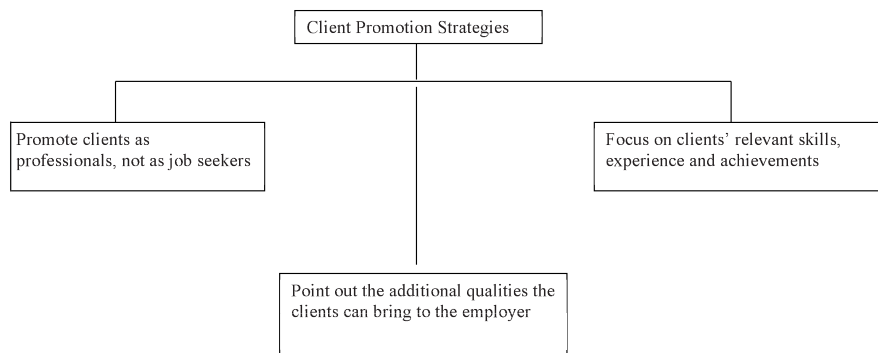 Client Promotion Strategies
Promote clients as
professionals, not as job seekers
Focus on clients’ relevant skills,
experience and achievements
Point out the additional qualities the
clients can bring to the employer